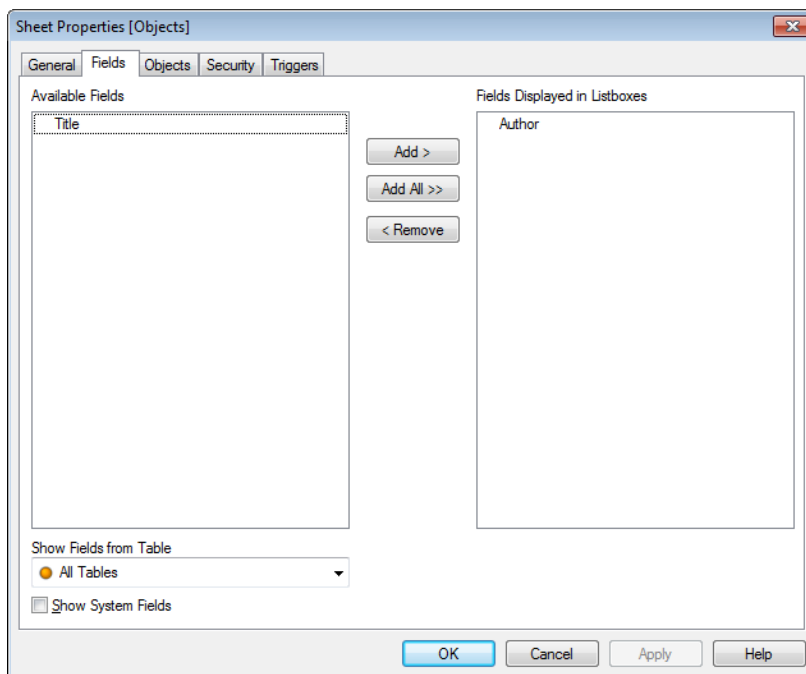 Sheet Properties [Objects]
General Fields Objects Security Triggers
Available Fields
Fields Displayed in Listboxes
Title
Author
Add >
Add All >>
< Remove
Show Fields from Table
All Tables
Show System Fields
OK Cancel Apply Help